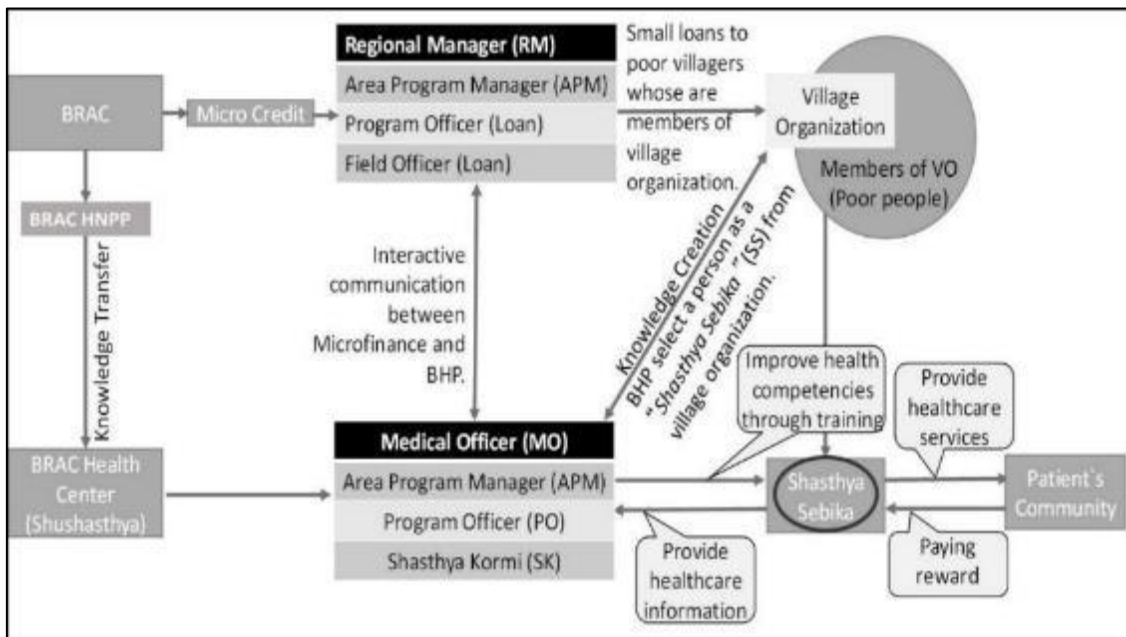 BRAC
Micro Credit
BRAC HNPP
Knowledge Transfer
BRAC Health
Center
(Shushasthya)
Regional Manager (RM)
Area Program Manager (APM)
Program Officer (Loan)
Field Officer (Loan)
Small loans to
poor villagers
whose are
members of
village
organization.
Village
Organization
Members of VO
(Poor people)
Interactive
communication
between
Microfinance and
BHP.
Knowledge Creation
BHP select a person as a
“Shasthya Sebika ” (SS) from
village organization.
Medical Officer (MO)
Area Program Manager (APM)
Program Officer (PO)
Shasthya Kormi (SK)
Improve health
competencies
through training
Provide
healthcare
services
Shasthya
Sebika
Patient`s
Community
Provide
healthcare
information
Paying
reward